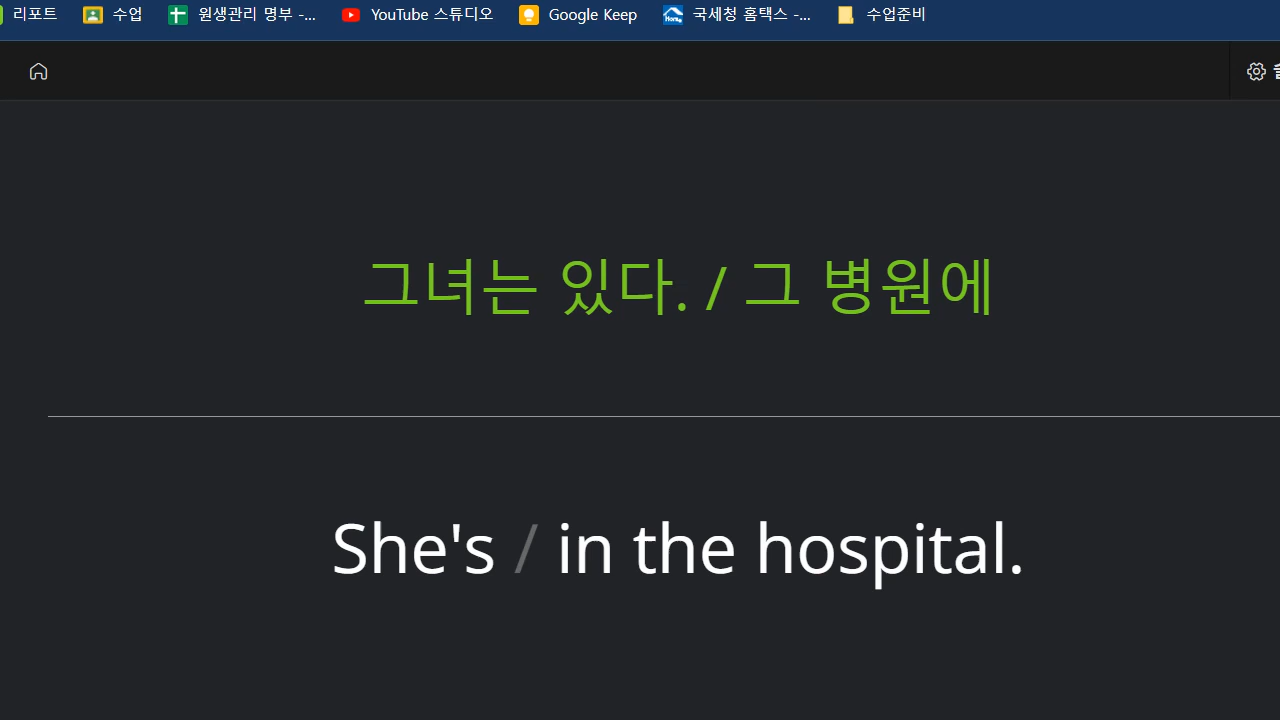 리포트 수업 원생관리 명부 -... YouTube 스튜디오 Google Keep 국세청 홈택스 -... 수업준비
그녀는 있다. / 그 병원에
She's / in the hospital.